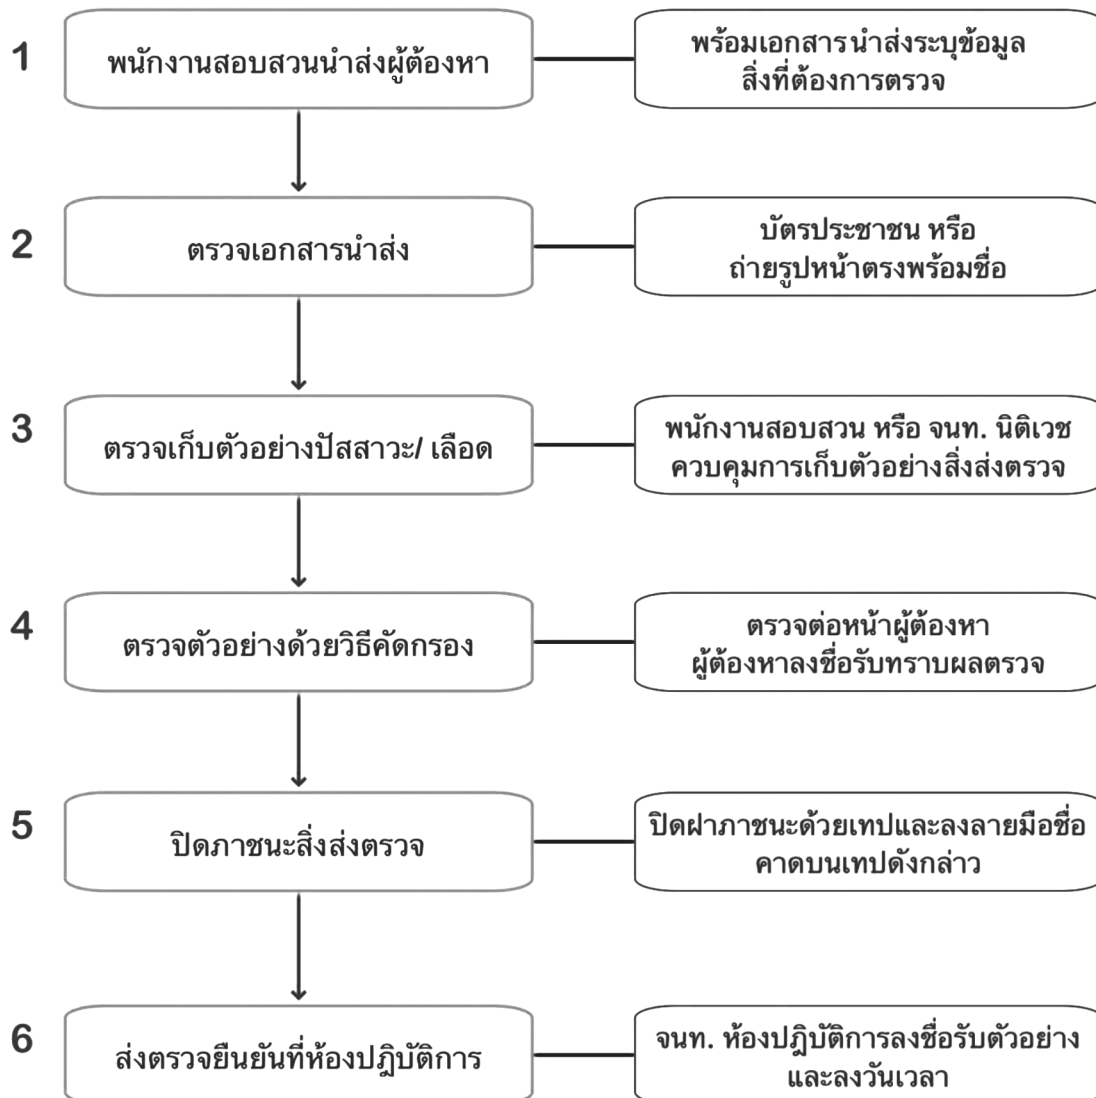 1
พนักงานสอบสวนนำส่งผู้ต้องหา
พร้อมเอกสารนำส่งระบุข้อมูล
สิ่งที่ต้องการตรวจ
2
ตรวจเอกสารนำส่ง
บัตรประชาชน หรือ
ถ่ายรูปหน้าตรงพร้อมชื่อ
3
ตรวจเก็บตัวอย่างปัสสาวะ/ เลือด
พนักงานสอบสวน หรือ จนท. นิติเวช
ควบคุมการเก็บตัวอย่างสิ่งส่งตรวจ
4
ตรวจตัวอย่างด้วยวิธีคัดกรอง
ตรวจต่อหน้าผู้ต้องหา
ผู้ต้องหาลงชื่อรับทราบผลตรวจ
5
ปิดภาชนะสิ่งส่งตรวจ
ปิดฝาภาชนะด้วยเทปและลงลายมือชื่อ
คาดบนเทปดังกล่าว
6
ส่งตรวจยืนยันที่ห้องปฎิบัติการ
จนท. ห้องปฎิบัติการลงชื่อรับตัวอย่าง
และลงวันเวลา